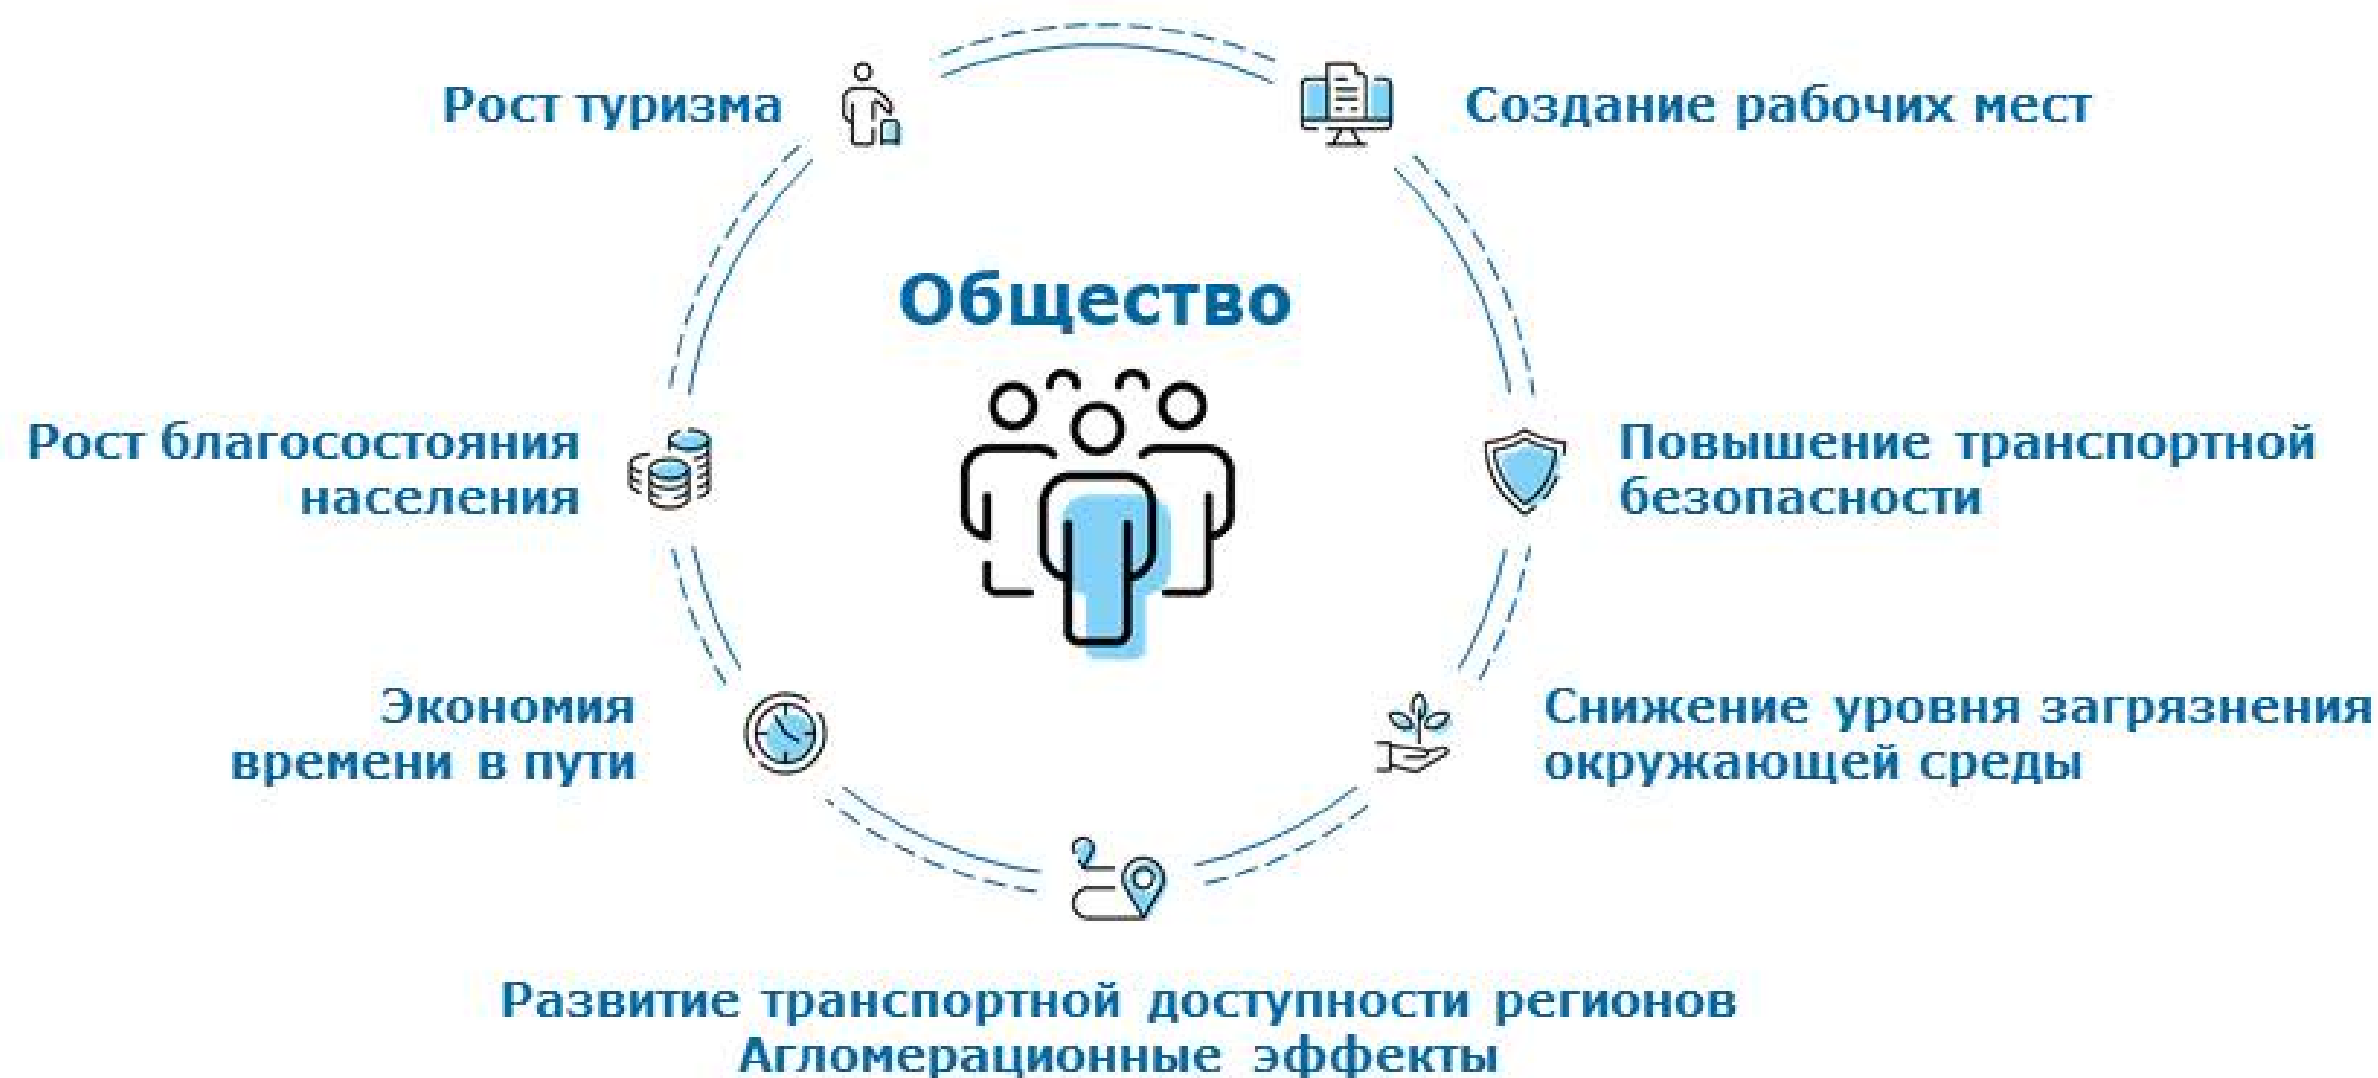 Рост туризма
Создание рабочих мест
Общество
Рост благосостояния
населения
Повышение транспортной
безопасности
Экономия
времени в пути
Снижение уровня загрязнения
окружающей среды
Развитие транспортной доступности регионов
Агломерационные эффекты